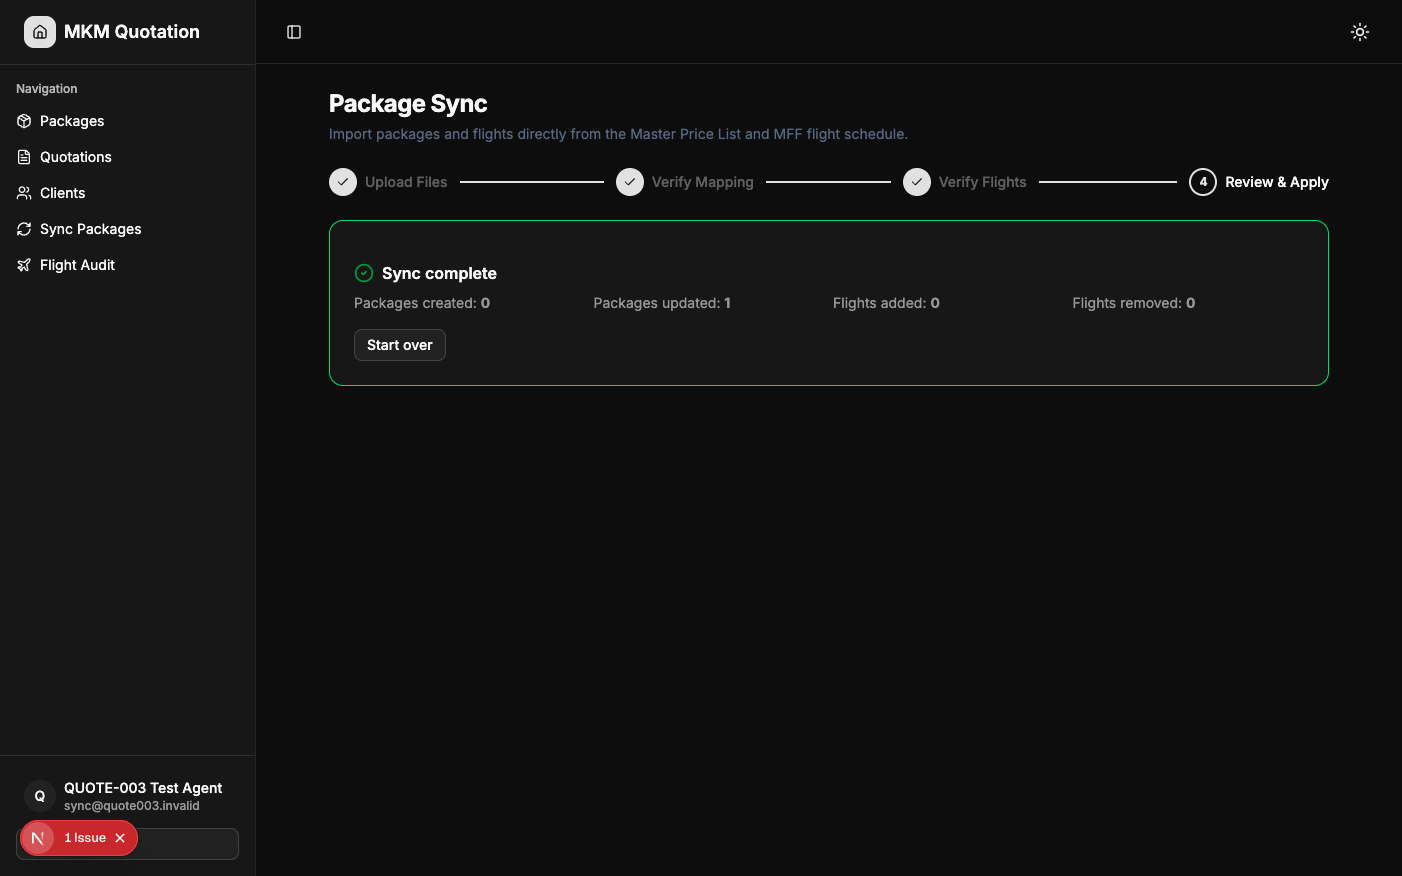 MKM Quotation
Navigation
Packages
Quotations
Clients
Sync Packages
Flight Audit
Package Sync
Import packages and flights directly from the Master Price List and MFF flight schedule.
Upload Files
Verify Mapping
Verify Flights
4 Review & Apply
Sync complete
Packages created: 0 Packages updated: 1 Flights added: 0 Flights removed: 0
Start over
Q QUOTE-003 Test Agent
sync@quote003.invalid
N 1 Issue